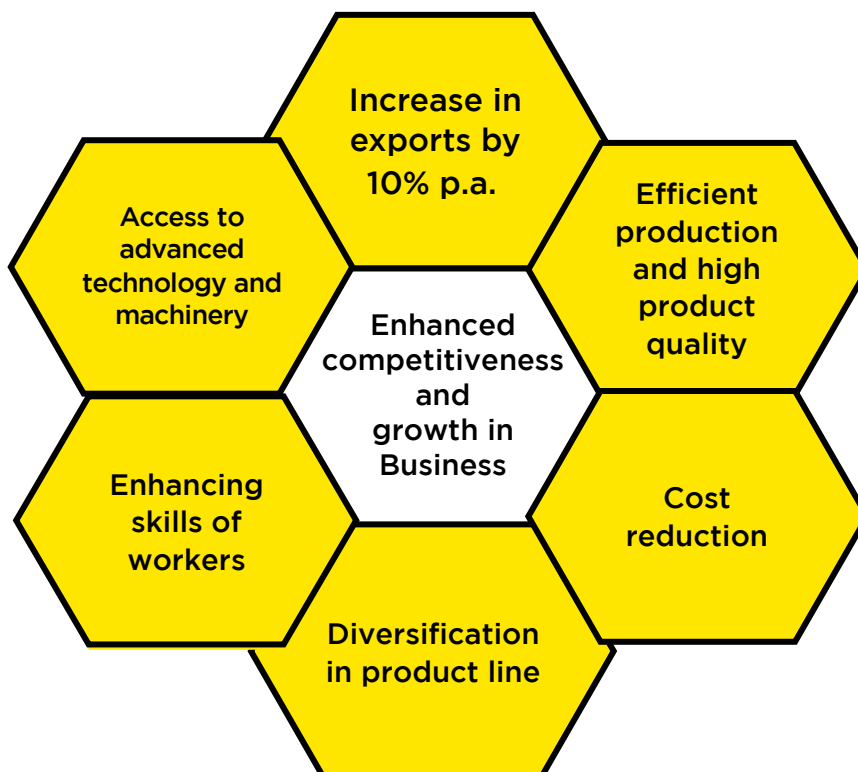 Increase in
exports by
10% p.a.
Access to
advanced
technology and
machinery
Efficient
production
and high
product
quality
Enhanced
competitiveness
and
growth in
Business
Enhancing
skills of
workers
Cost
reduction
Diversification
in product line